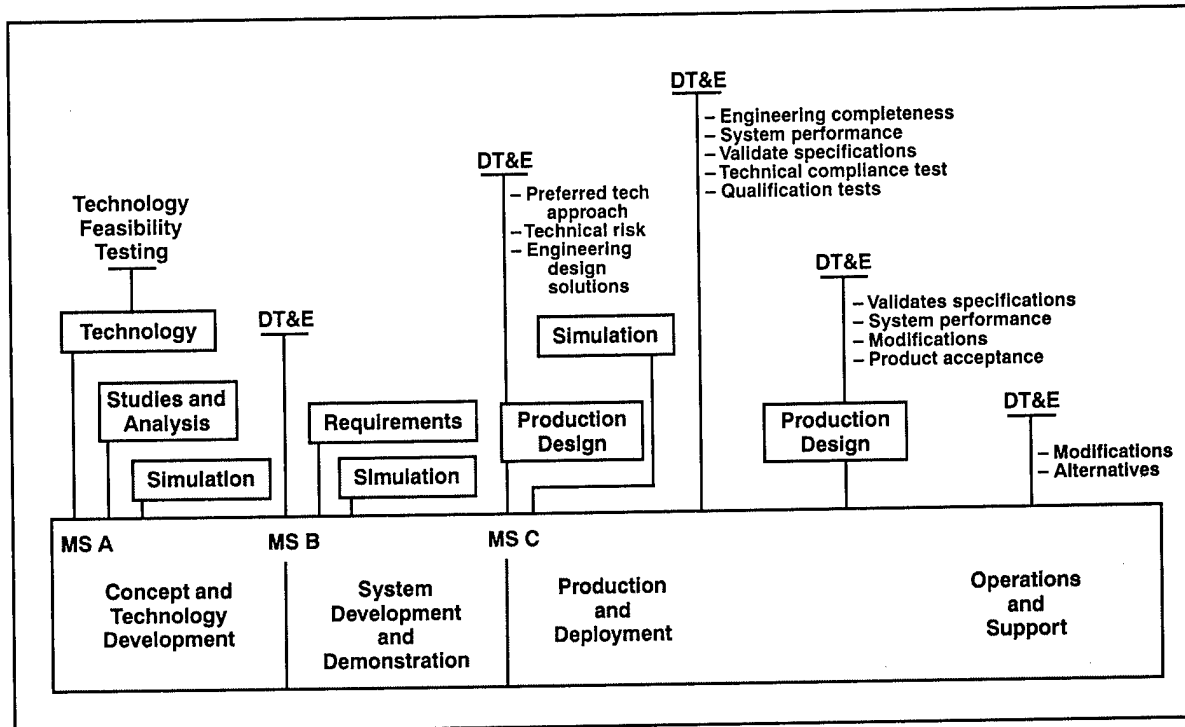 Technology
Feasibility
Testing
Technology
Studies and
Analysis
Simulation
DT&E
Requirements
Simulation
DT&E
– Preferred tech
approach
– Technical risk
– Engineering
design
solutions
Production
Design
Simulation
DT&E
– Engineering completeness
– System performance
– Validate specifications
– Technical compliance test
– Qualification tests
DT&E
– Validates specifications
– System performance
– Modifications
– Product acceptance
Production
Design
DT&E
– Modifications
– Alternatives
MS A
Concept and
Technology
Development
MS B
System
Development
and
Demonstration
MS C
Production
and
Deployment
Operations
and
Support